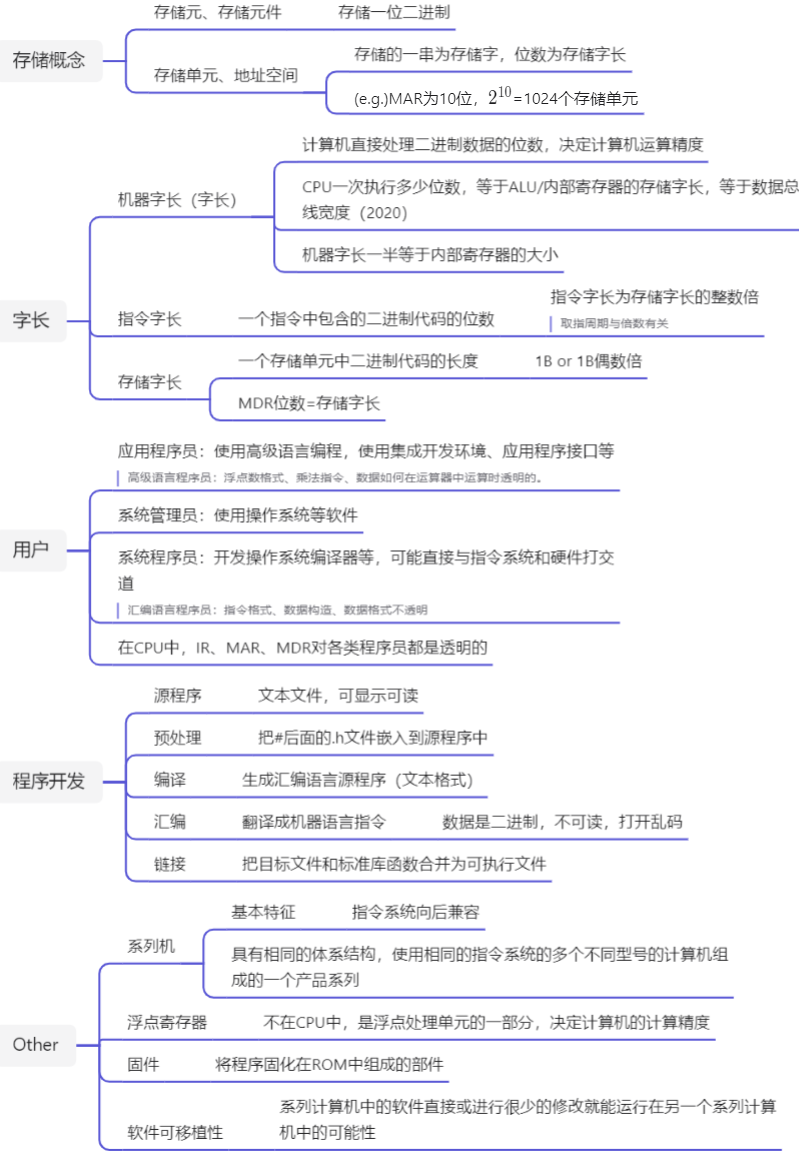 存储概念
存储元、存储元件
存储一位二进制
存储单元、地址空间
存储的一串为存储字，位数为存储字长
(e.g.)MAR为10位，2^10=1024个存储单元
字长
机器字长（字长）
计算机直接处理二进制数据的位数，决定计算机运算精度
CPU一次执行多少位数，等于ALU/内部寄存器的存储字长，等于数据总
线宽度（2020）
机器字长一半等于内部寄存器的大小
指令字长
一个指令中包含的二进制代码的位数
指令字长为存储字长的整数倍
取指周期与倍数有关
存储字长
一个存储单元中二进制代码的长度
1B or 1B偶数倍
MDR位数=存储字长
用户
应用程序员：使用高级语言编程，使用集成开发环境、应用程序接口等
高级语言程序员：浮点数格式、乘法指令、数据如何在运算器中运算时透明的。
系统管理员：使用操作系统等软件
系统程序员：开发操作系统编译器等，可能直接与指令系统和硬件打交
道
汇编语言程序员：指令格式、数据构造、数据格式不透明
在CPU中，IR、MAR、MDR对各类程序员都是透明的
程序开发
源程序
文本文件，可显示可读
预处理
把#后面的.h文件嵌入到源程序中
编译
生成汇编语言源程序（文本格式）
汇编
翻译成机器语言指令
数据是二进制，不可读，打开乱码
链接
把目标文件和标准库函数合并为可执行文件
Other
系列机
基本特征
指令系统向后兼容
具有相同的体系结构，使用相同的指令系统的多个不同型号的计算机组
成的一个产品系列
浮点寄存器
不在CPU中，是浮点处理单元的一部分，决定计算机的计算精度
固件
将程序固化在ROM中组成的部件
软件可移植性
系列计算机中的软件直接或进行很少的修改就能运行在另一个系列计算
机中的可能性